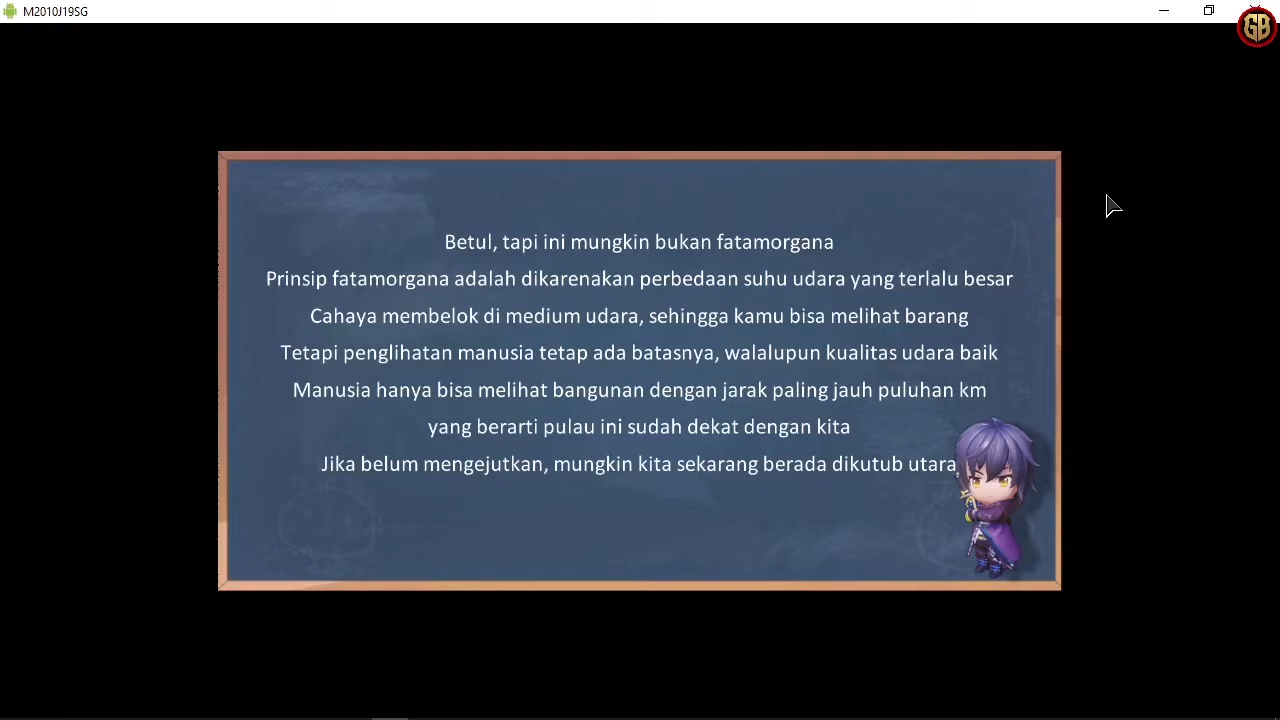 M2010J19SG
GB
Betul, tapi ini mungkin bukan fatamorgana
Prinsip fatamorgana adalah dikarenakan perbedaan suhu udara yang terlalu besar
Cahaya membelok di medium udara, sehingga kamu bisa melihat barang
Tetapi penglihatan manusia tetap ada batasnya, walalupun kualitas udara baik
Manusia hanya bisa melihat bangunan dengan jarak paling jauh puluhan km
yang berarti pulau ini sudah dekat dengan kita
Jika belum mengejutkan, mungkin kita sekarang berada dikutub utara,